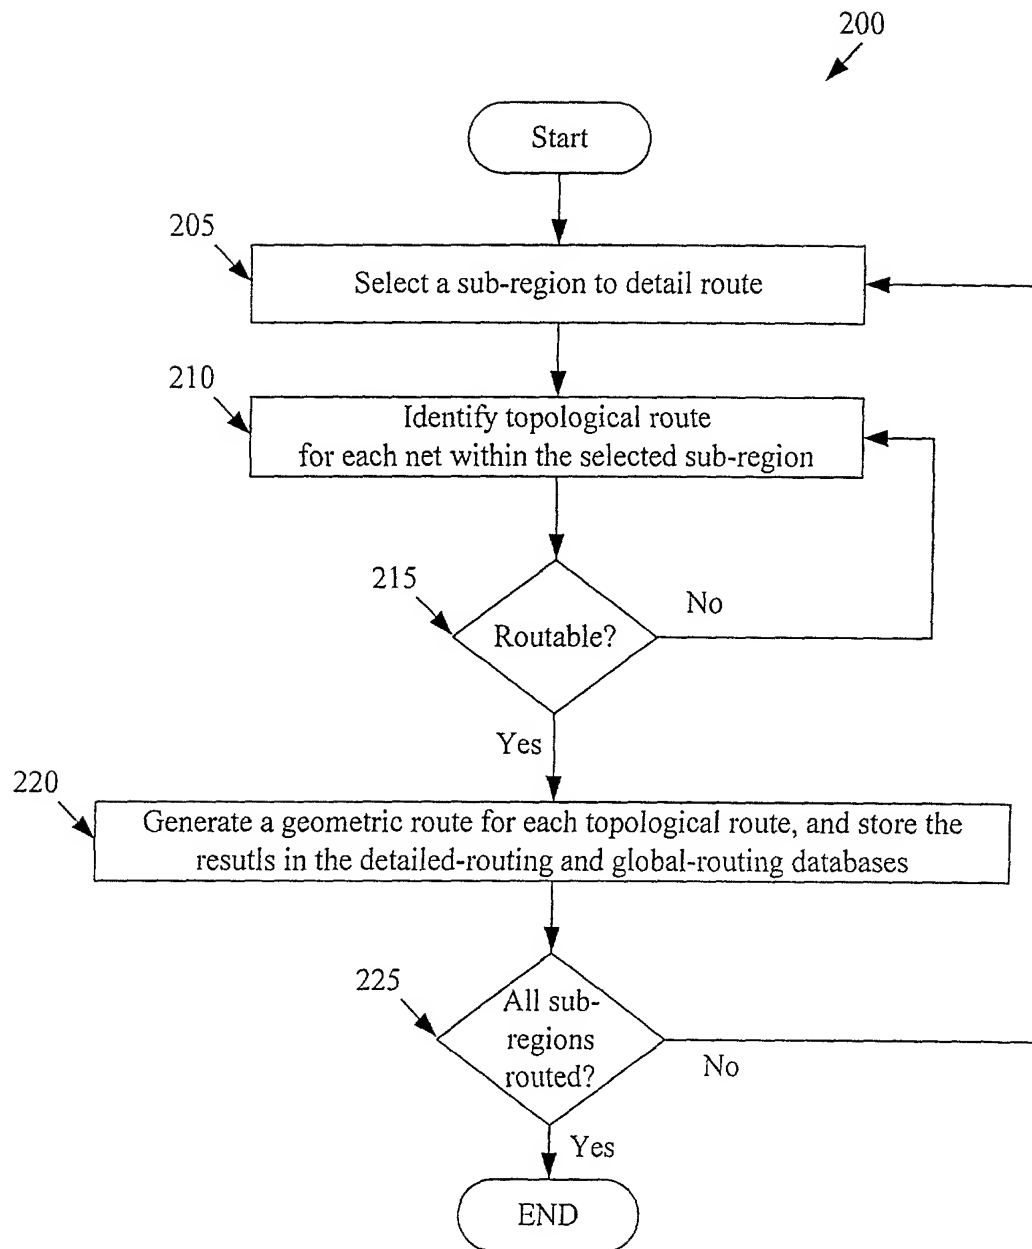 200
Start
205
Select a sub-region to detail route
210
Identify topological route
for each net within the selected sub-region
215
Routable?
No
Yes
220
Generate a geometric route for each topological route, and store the
resutls in the detailed-routing and global-routing databases
225
All sub-
regions
routed?
No
Yes
END